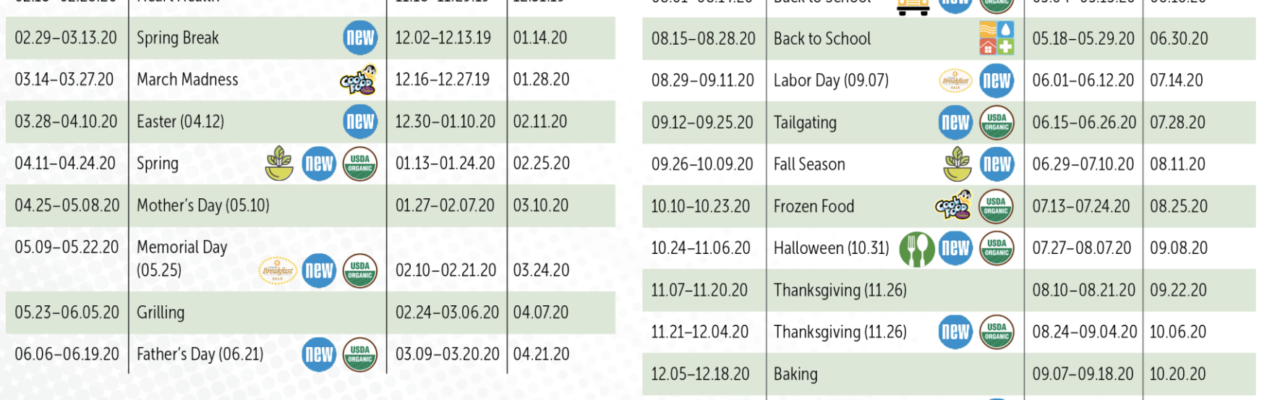 02.29–03.13.20 Spring Break new 12.02–12.13.19 01.14.20
03.14–03.27.20 March Madness Cool Food 12.16–12.27.19 01.28.20
03.28–04.10.20 Easter (04.12) new 12.30–01.10.20 02.11.20
04.11–04.24.20 Spring new USDA ORGANIC 01.13–01.24.20 02.25.20
04.25–05.08.20 Mother's Day (05.10) 01.27–02.07.20 03.10.20
05.09–05.22.20 Memorial Day
(05.25) Breakfast new USDA ORGANIC 02.10–02.21.20 03.24.20
05.23–06.05.20 Grilling 02.24–03.06.20 04.07.20
06.06–06.19.20 Father's Day (06.21) new USDA ORGANIC 03.09–03.20.20 04.21.20
Back to School
08.15–08.28.20 Back to School 05.18–05.29.20 06.30.20
08.29–09.11.20 Labor Day (09.07) Breakfast new 06.01–06.12.20 07.14.20
09.12–09.25.20 Tailgating new USDA ORGANIC 06.15–06.26.20 07.28.20
09.26–10.09.20 Fall Season new 06.29–07.10.20 08.11.20
10.10–10.23.20 Frozen Food Cool Food USDA ORGANIC 07.13–07.24.20 08.25.20
10.24–11.06.20 Halloween (10.31) new USDA ORGANIC 07.27–08.07.20 09.08.20
11.07–11.20.20 Thanksgiving (11.26) 08.10–08.21.20 09.22.20
11.21–12.04.20 Thanksgiving (11.26) new USDA ORGANIC 08.24–09.04.20 10.06.20
12.05–12.18.20 Baking 09.07–09.18.20 10.20.20